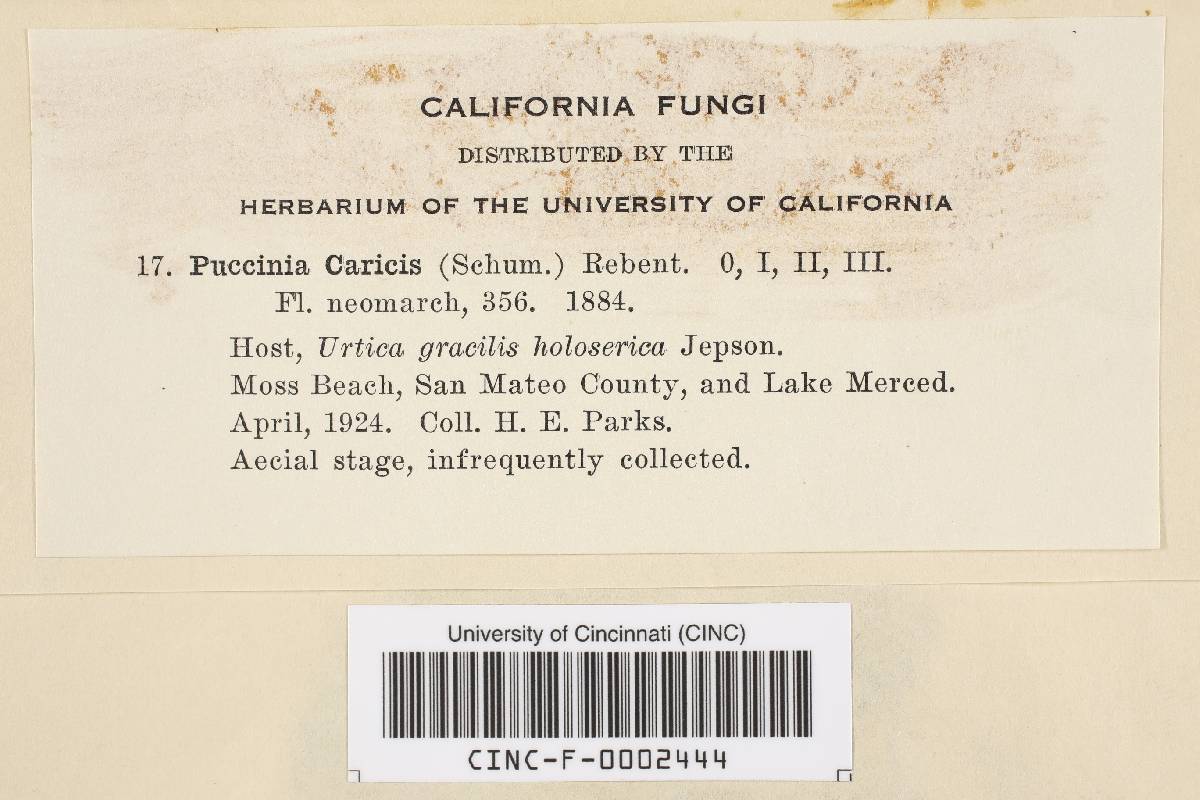 CALIFORNIA FUNGI
DISTRIBUTED BY THE
HERBARIUM OF THE UNIVERSITY OF CALIFORNIA
17. Puccinia Caricis (Schum.) Rebent. 0, I, II, III.
Fl. neomarch, 356. 1884.
Host, Urtica gracilis holoserica Jepson.
Moss Beach, San Mateo County, and Lake Merced.
April, 1924. Coll. H. E. Parks.
Aecial stage, infrequently collected.
University of Cincinnati (CINC)
CINC-F-0002444